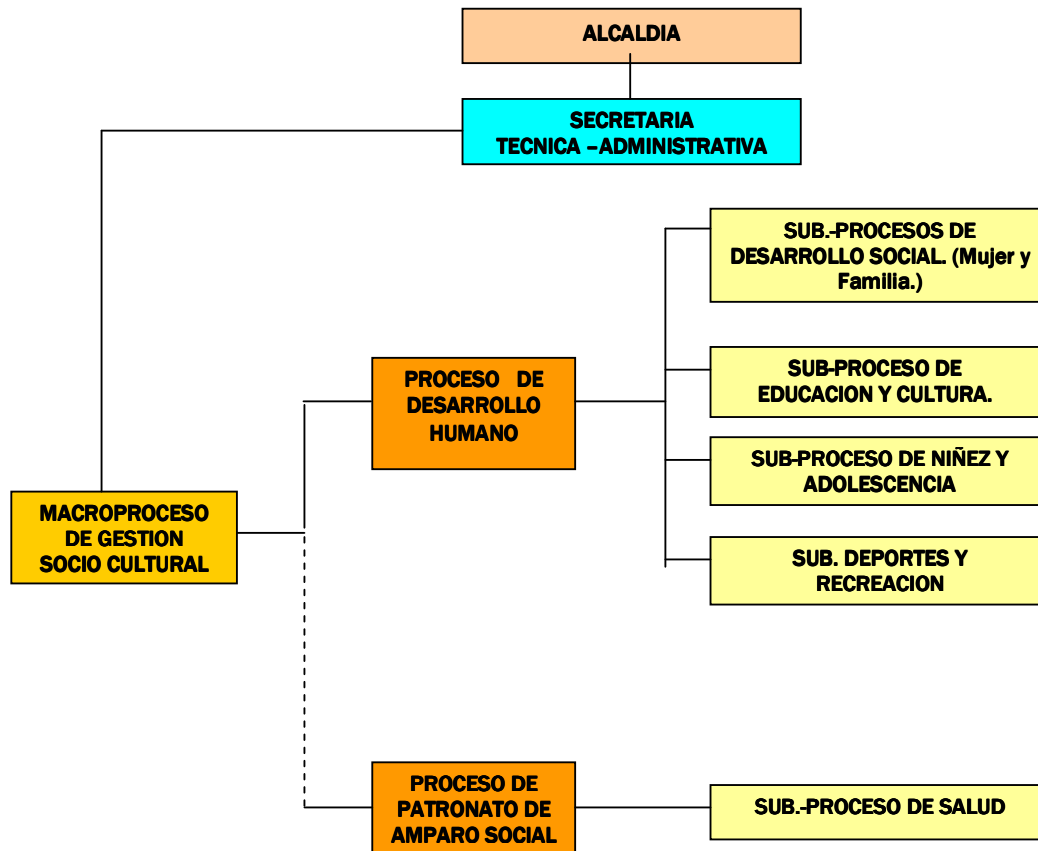 ALCALDIA
SECRETARIA
TECNICA –ADMINISTRATIVA
SUB.-PROCESOS DE
DESARROLLO SOCIAL. (Mujer y
Familia.)
PROCESO DE
DESARROLLO
HUMANO
SUB-PROCESO DE
EDUCACION Y CULTURA.
SUB-PROCESO DE NIÑEZ Y
ADOLESCENCIA
MACROPROCESO
DE GESTION
SOCIO CULTURAL
SUB. DEPORTES Y
RECREACION
PROCESO DE
PATRONATO DE
AMPARO SOCIAL
SUB.-PROCESO DE SALUD